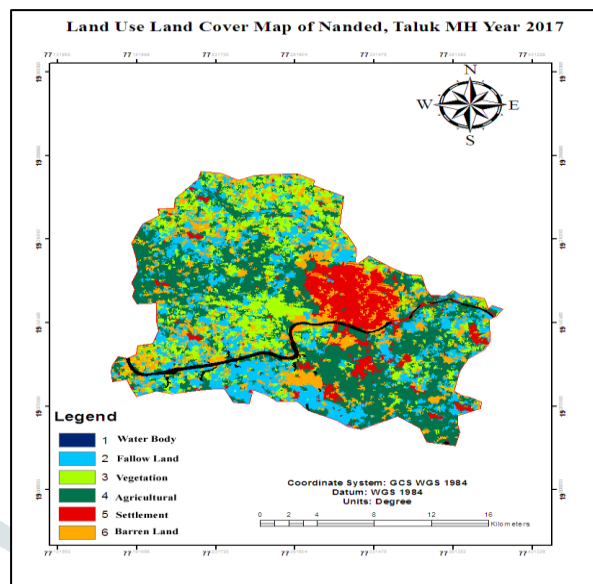 Land Use Land Cover Map of Nanded, Taluk MH Year 2017
N
W E
S
Legend
1 Water Body
2 Fallow Land
3 Vegetation
4 Agricultural
5 Settlement
6 Barren Land
Coordinate System: GCS WGS 1984
Datum: WGS 1984
Units: Degree
0 2 4 8 12 16
Kilometers